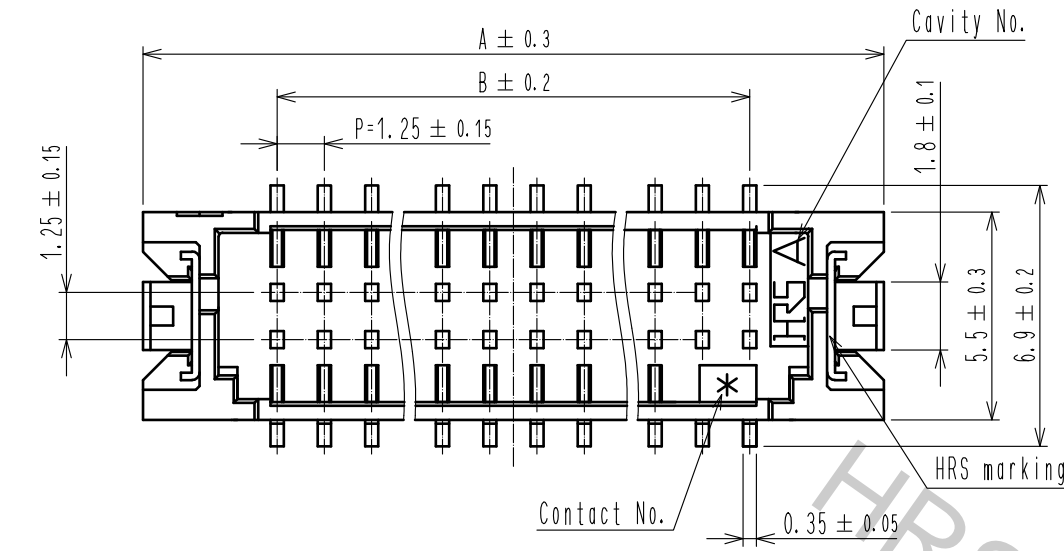 Cavity No.
A ± 0.3
B ± 0.2
P=1.25 ± 0.15
1.8 ± 0.1
1.25 ± 0.15
HRS A
5.5 ± 0.3
6.9 ± 0.2
*
HRS marking
Contact No.
0.35 ± 0.05
HRS